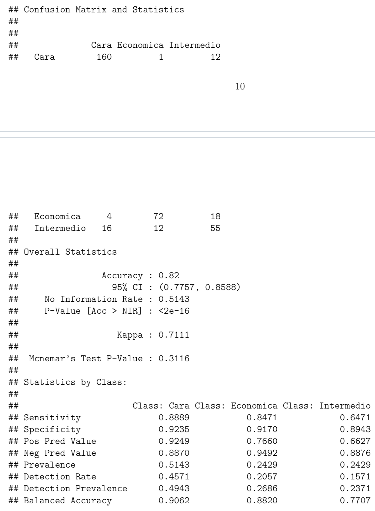 ## Confusion Matrix and Statistics
##
##
##              Cara Economica Intermedio
##   Cara        160         1         12
10
##   Economica     4        72         18
##   Intermedio   16        12         55
##
## Overall Statistics
##
##                Accuracy : 0.82
##                  95% CI : (0.7757, 0.8588)
##     No Information Rate : 0.5143
##     P-Value [Acc > NIR] : <2e-16
##
##                   Kappa : 0.7111
##
##  Mcnemar's Test P-Value : 0.3116
##
## Statistics by Class:
##
##                      Class: Cara Class: Economica Class: Intermedio
## Sensitivity               0.8889           0.8471            0.6471
## Specificity               0.9235           0.9170            0.8943
## Pos Pred Value            0.9249           0.7660            0.6627
## Neg Pred Value            0.8870           0.9492            0.8876
## Prevalence                0.5143           0.2429            0.2429
## Detection Rate            0.4571           0.2057            0.1571
## Detection Prevalence      0.4943           0.2686            0.2371
## Balanced Accuracy         0.9062           0.8820            0.7707